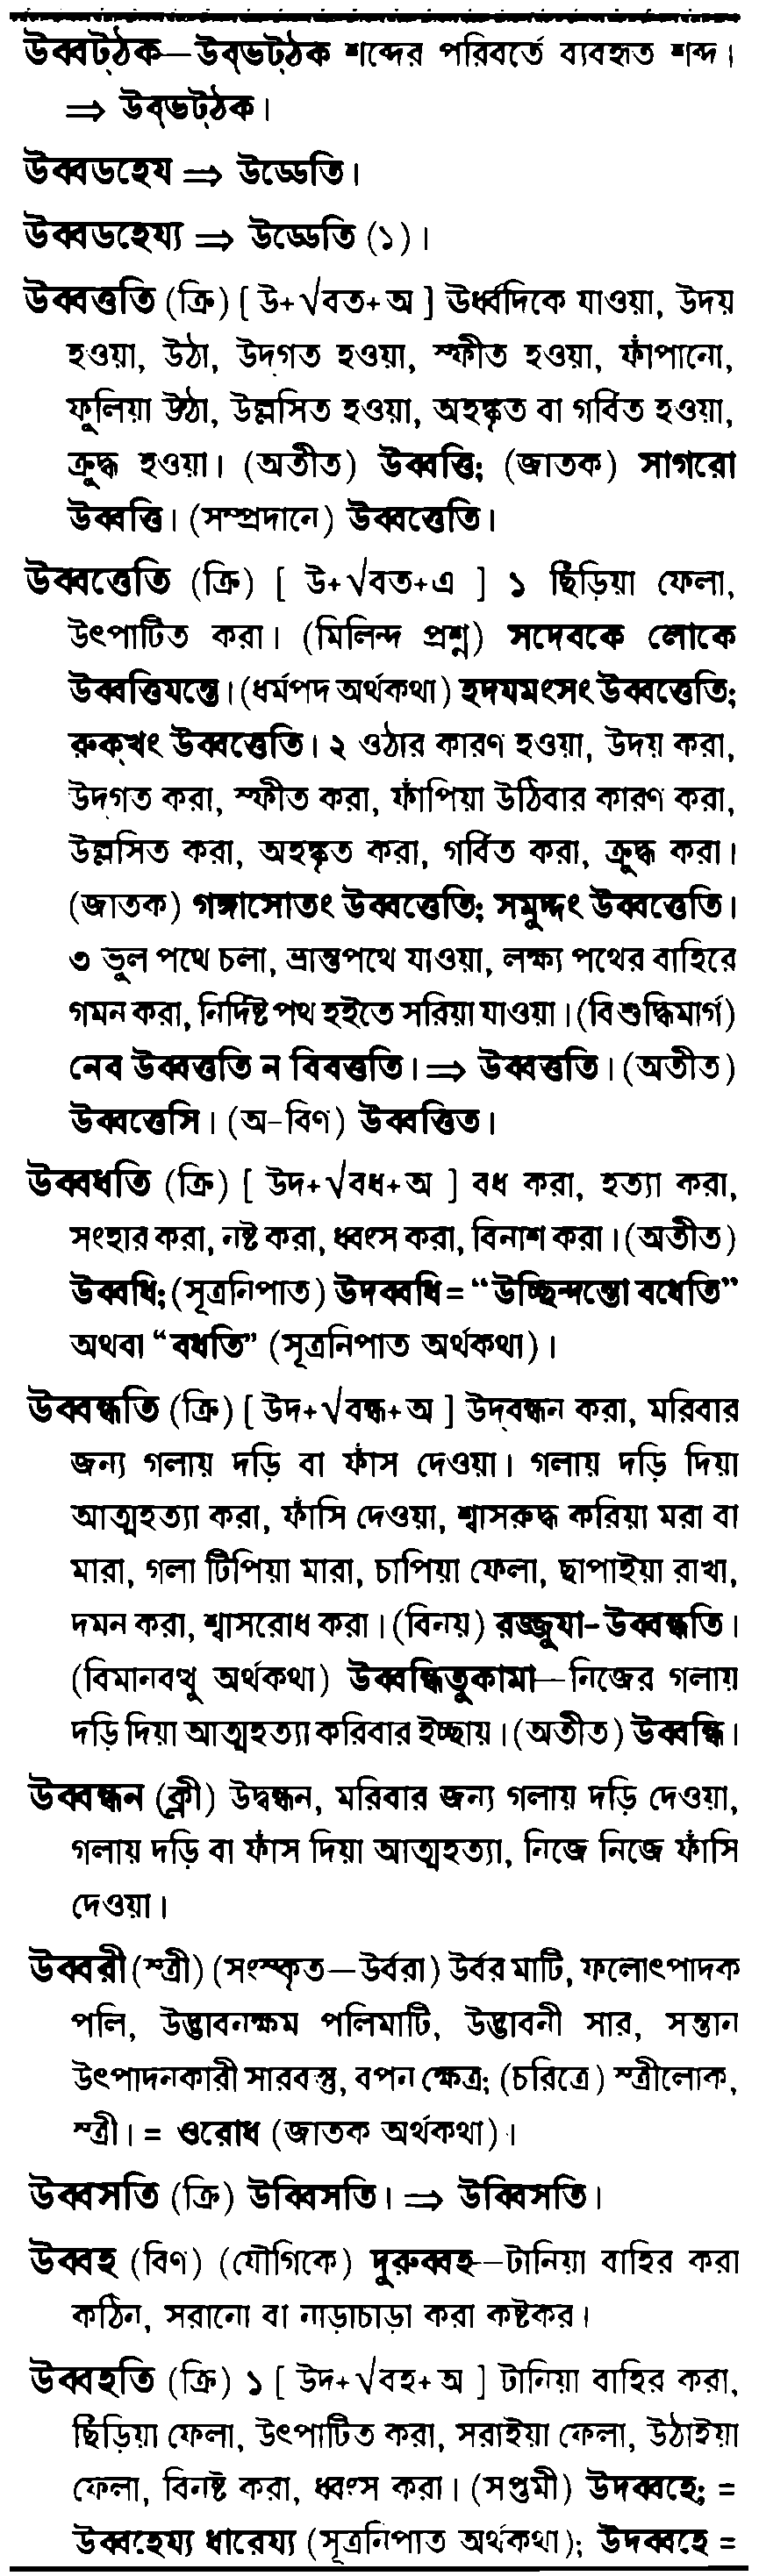 উব্বট্‌ঠক—উব্‌ভট্‌ঠক শব্দের পরিবর্তে ব্যবহৃত শব্দ।
⇒ উব্‌ভট্‌ঠক।
উব্বডহেয ⇒ উড্ডেতি।
উব্বডহেয্য ⇒ উড্ডেতি (১)।
উব্বত্ততি (ক্রি) [ উ+√বত+অ ] ঊর্ধ্বদিকে যাওয়া, উদয়
হওয়া, উঠা, উদ্গত হওয়া, স্ফীত হওয়া, ফাঁপানো,
ফুলিয়া উঠা, উল্লসিত হওয়া, অহঙ্কৃত বা গর্বিত হওয়া,
ক্রুদ্ধ হওয়া। (অতীত) উব্বত্তি; (জাতক) সাগরো
উব্বত্তি। (সম্প্রদানে) উব্বত্তেতি।
উব্বত্তেতি (ক্রি) [ উ+√বত+এ ] ১ ছিঁড়িয়া ফেলা,
উৎপাটিত করা। (মিলিন্দ প্রশ্ন) সদেবকে লোকে
উব্বত্তিযন্তে। (ধর্মপদ অর্থকথা) হদযমংসং উব্বত্তেতি;
রুক্‌খং উব্বত্তেতি। ২ ওঠার কারণ হওয়া, উদয় করা,
উদ্গত করা, স্ফীত করা, ফাঁপিয়া উঠিবার কারণ করা,
উল্লসিত করা, অহঙ্কৃত করা, গর্বিত করা, ক্রুদ্ধ করা।
(জাতক) গঙ্গাসোতং উব্বত্তেতি; সমুদ্দং উব্বত্তেতি।
৩ ভুল পথে চলা, ভ্রান্তপথে যাওয়া, লক্ষ্য পথের বাহিরে
গমন করা, নির্দিষ্ট পথ হইতে সরিয়া যাওয়া। (বিশুদ্ধিমার্গ)
নেব উব্বত্ততি ন বিবত্ততি। ⇒ উব্বত্ততি। (অতীত)
উব্বত্তেসি। (অ-বিণ) উব্বত্তিত।
উব্বধতি (ক্রি) [ উদ+√বধ+অ ] বধ করা, হত্যা করা,
সংহার করা, নষ্ট করা, ধ্বংস করা, বিনাশ করা। (অতীত)
উব্বধি; (সূত্রনিপাত) উদব্বধি= “উচ্ছিন্দন্তো বধেতি”
অথবা “বধতি” (সূত্রনিপাত অর্থকথা)।
উব্বন্ধতি (ক্রি) [ উদ+√বন্ধ+অ ] উদ্‌বন্ধন করা, মরিবার
জন্য গলায় দড়ি বা ফাঁস দেওয়া। গলায় দড়ি দিয়া
আত্মহত্যা করা, ফাঁসি দেওয়া, শ্বাসরুদ্ধ করিয়া মরা বা
মারা, গলা টিপিয়া মারা, চাপিয়া ফেলা, ছাপাইয়া রাখা,
দমন করা, শ্বাসরোধ করা। (বিনয়) রজ্জুযা-উব্বন্ধতি।
(বিমানবত্থু অর্থকথা) উব্বন্ধিতুকামা—নিজের গলায়
দড়ি দিয়া আত্মহত্যা করিবার ইচ্ছায়। (অতীত) উব্বন্ধি।
উব্বন্ধন (ক্লী) উদ্বন্ধন, মরিবার জন্য গলায় দড়ি দেওয়া,
গলায় দড়ি বা ফাঁস দিয়া আত্মহত্যা, নিজে নিজে ফাঁসি
দেওয়া।
উব্বরী (স্ত্রী) (সংস্কৃত—উর্বরা) উর্বর মাটি, ফলোৎপাদক
পলি, উদ্ভাবনক্ষম পলিমাটি, উদ্ভাবনী সার, সন্তান
উৎপাদনকারী সারবস্তু, বপন ক্ষেত্র; (চরিত্রে) স্ত্রীলোক,
স্ত্রী। = ওরোধ (জাতক অর্থকথা)।
উব্বসতি (ক্রি) উব্বিসতি। ⇒ উব্বিসতি।
উব্বহ (বিণ) (যৌগিকে) দুরুব্বহ—টানিয়া বাহির করা
কঠিন, সরানো বা নাড়াচাড়া করা কষ্টকর।
উব্বহতি (ক্রি) ১ [ উদ+√বহ+অ ] টানিয়া বাহির করা,
ছিঁড়িয়া ফেলা, উৎপাটিত করা, সরাইয়া ফেলা, উঠাইয়া
ফেলা, বিনষ্ট করা, ধ্বংস করা। (সপ্তমী) উদব্বহে; =
উব্বহেয্য ধারেয্য (সূত্রনিপাত অর্থকথা); উদব্বহে =